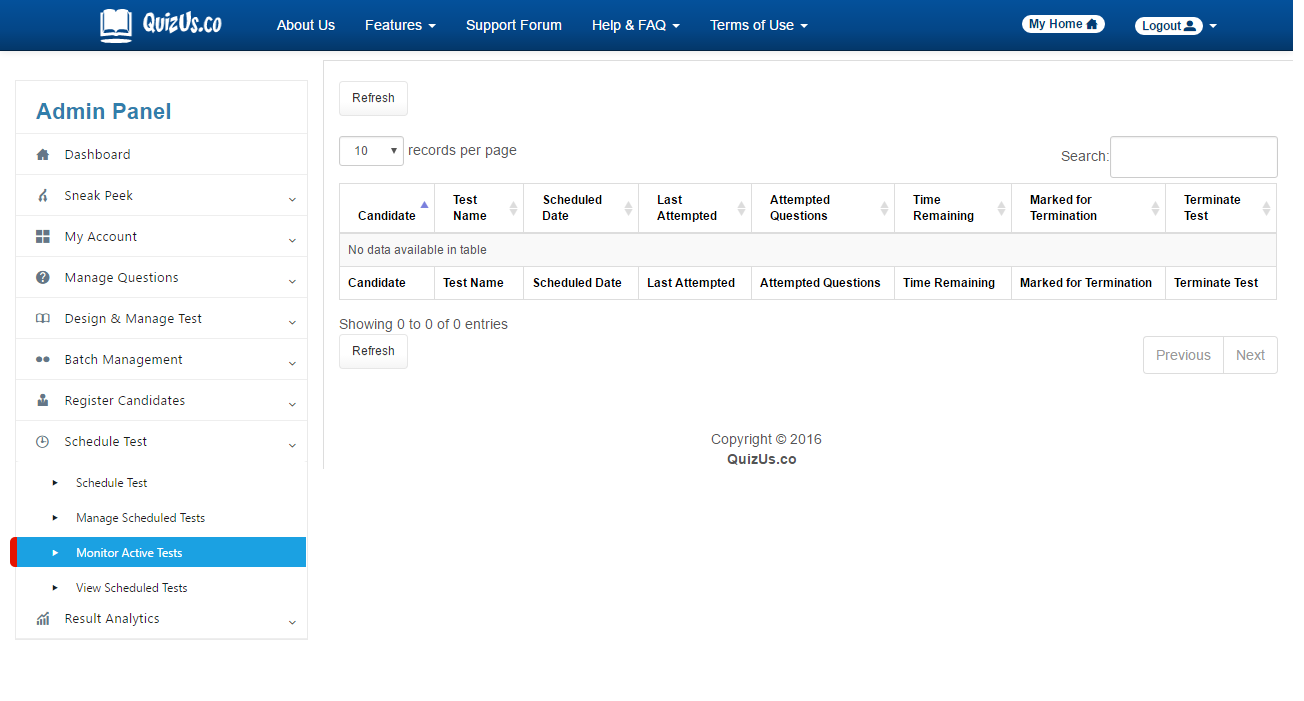 QuizUs.co
About Us Features Support Forum Help & FAQ Terms of Use My Home Logout
Admin Panel
Dashboard
Sneak Peek
My Account
Manage Questions
Design & Manage Test
Batch Management
Register Candidates
Schedule Test
Schedule Test
Manage Scheduled Tests
Monitor Active Tests
View Scheduled Tests
Result Analytics
Refresh
10 records per page
Search:
Candidate Test Name Scheduled Date Last Attempted Attempted Questions Time Remaining Marked for Termination Terminate Test
No data available in table
Candidate Test Name Scheduled Date Last Attempted Attempted Questions Time Remaining Marked for Termination Terminate Test
Showing 0 to 0 of 0 entries
Refresh
Previous Next
Copyright © 2016
QuizUs.co